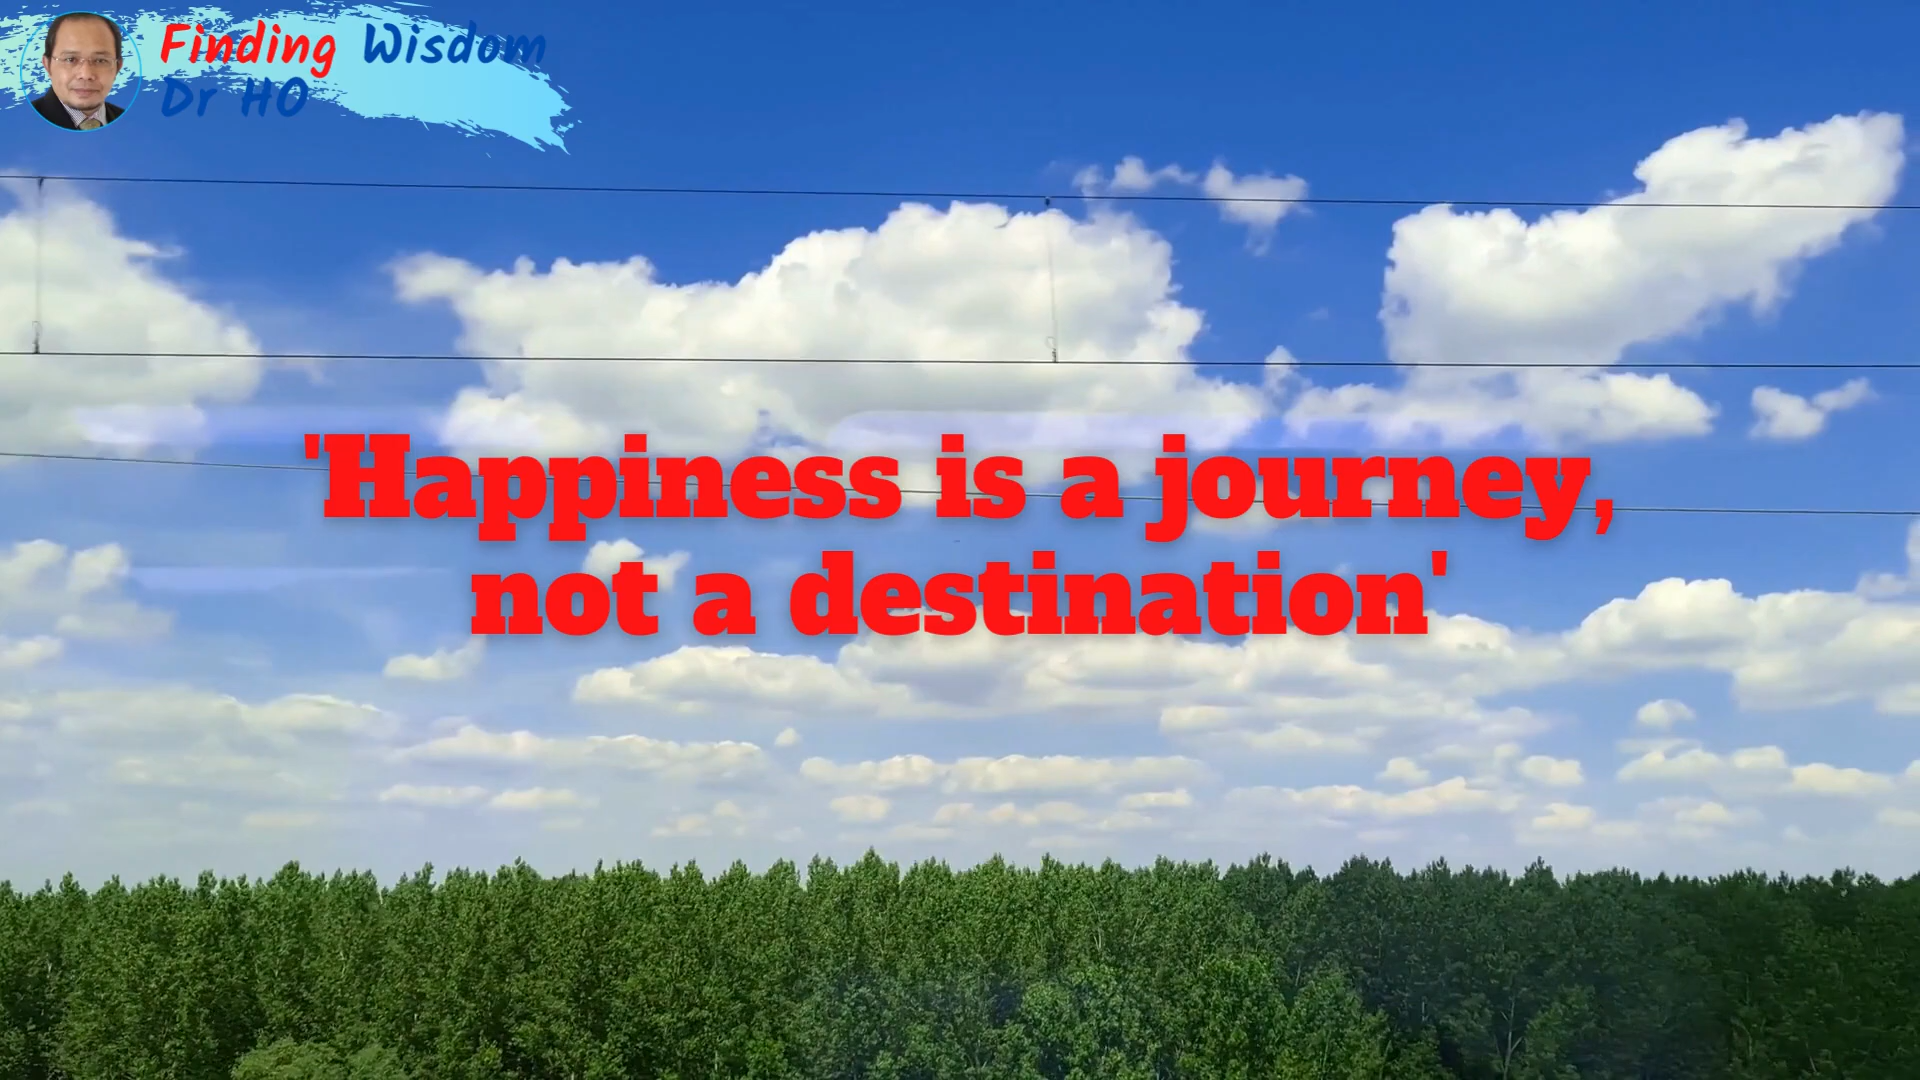 Finding Wisdom
Dr HO
'Happiness is a journey,
not a destination'